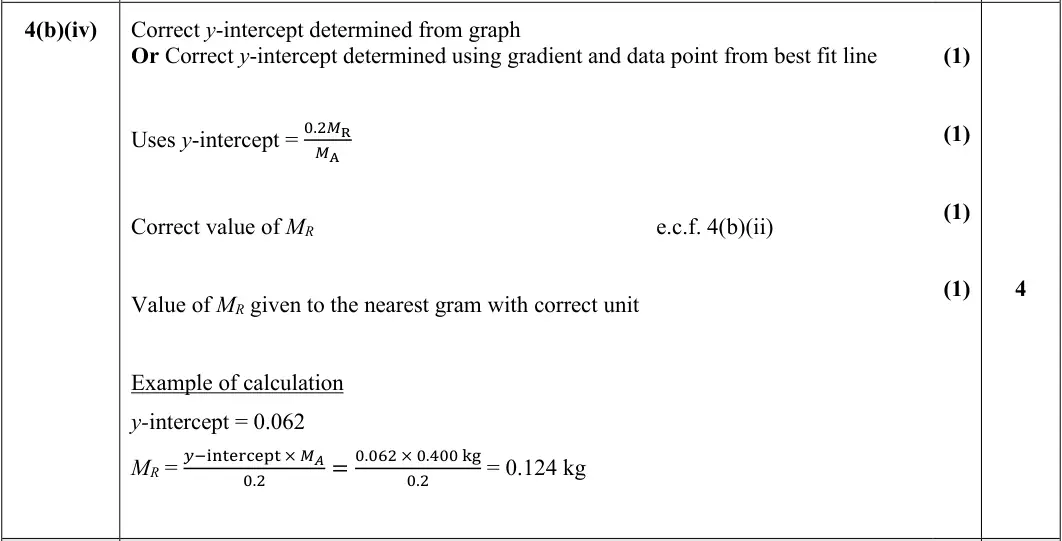 4(b)(iv) Correct y-intercept determined from graph
Or Correct y-intercept determined using gradient and data point from best fit line (1)
Uses y-intercept = 0.2M_R / M_A (1)
Correct value of M_R e.c.f. 4(b)(ii) (1)
Value of M_R given to the nearest gram with correct unit (1) 4
Example of calculation
y-intercept = 0.062
M_R = y−intercept × M_A / 0.2 = 0.062 × 0.400 kg / 0.2 = 0.124 kg